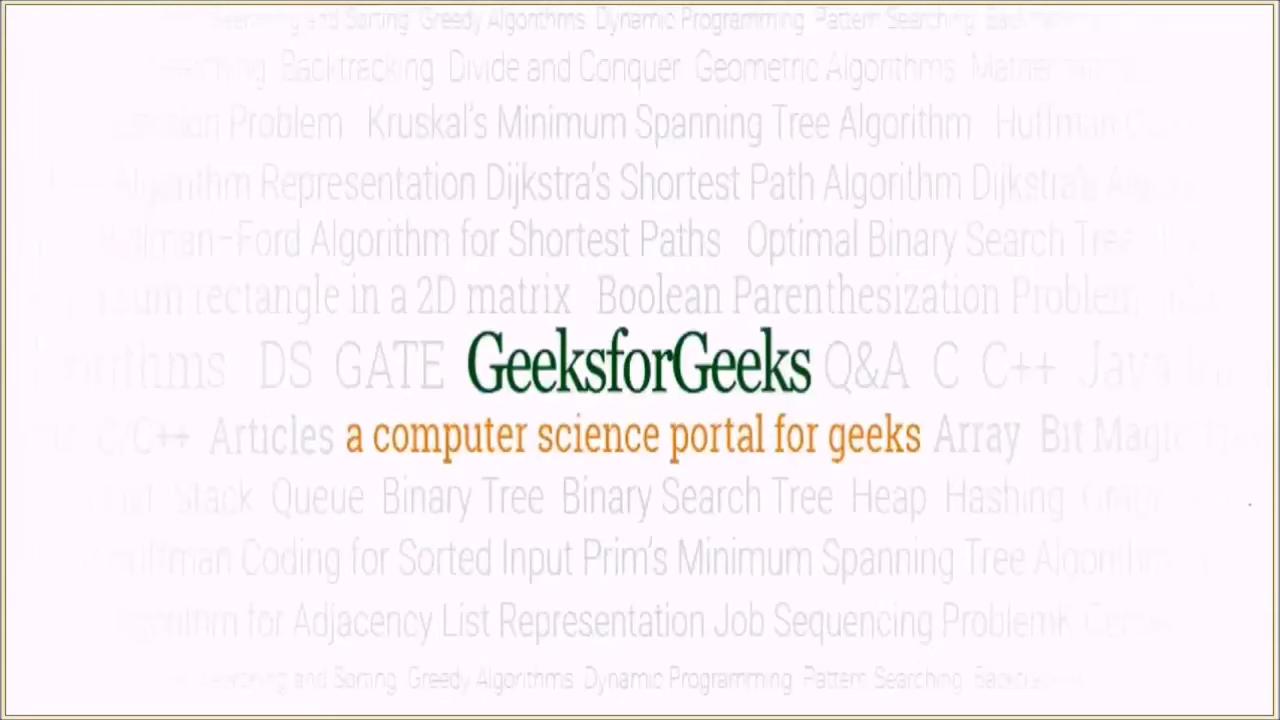 Searching and Sorting Greedy Algorithms Dynamic Programming Pattern Searching
Backtracking Divide and Conquer Geometric Algorithms
Problem Kruskal's Minimum Spanning Tree Algorithm Huffman
Algorithm Representation Dijkstra's Shortest Path Algorithm Dijkstra's
Ford Algorithm for Shortest Paths Optimal Binary Search Tree
sum rectangle in a 2D matrix Boolean Parenthesization Problem
DS GATE GeeksforGeeks Q&A C C++ Java
C/C++ Articles a computer science portal for geeks Array Bit Magic
Stack Queue Binary Tree Binary Search Tree Heap Hashing
Huffman Coding for Sorted Input Prim's Minimum Spanning Tree Algorithm
Algorithm for Adjacency List Representation Job Sequencing ProblemK
Searching and Sorting Greedy Algorithms Dynamic Programming Pattern Searching